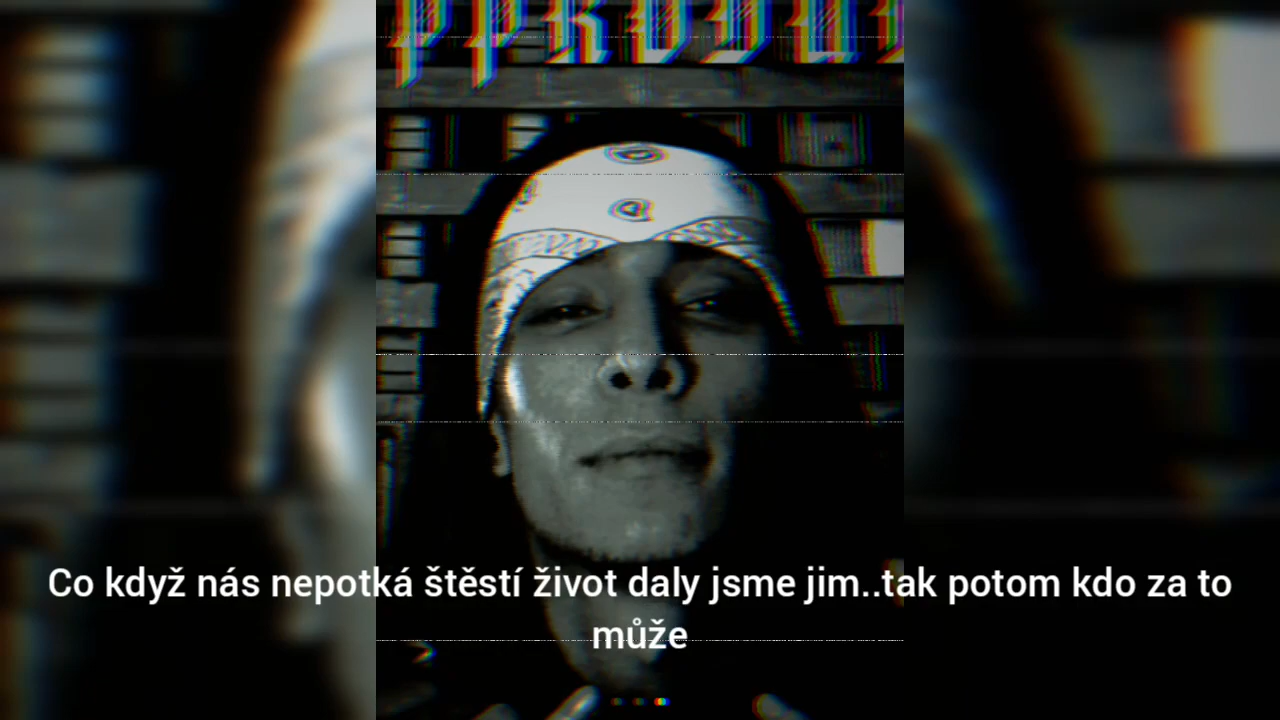 Co když nás nepotká štěstí život daly jsme jim..tak potom kdo za to
může